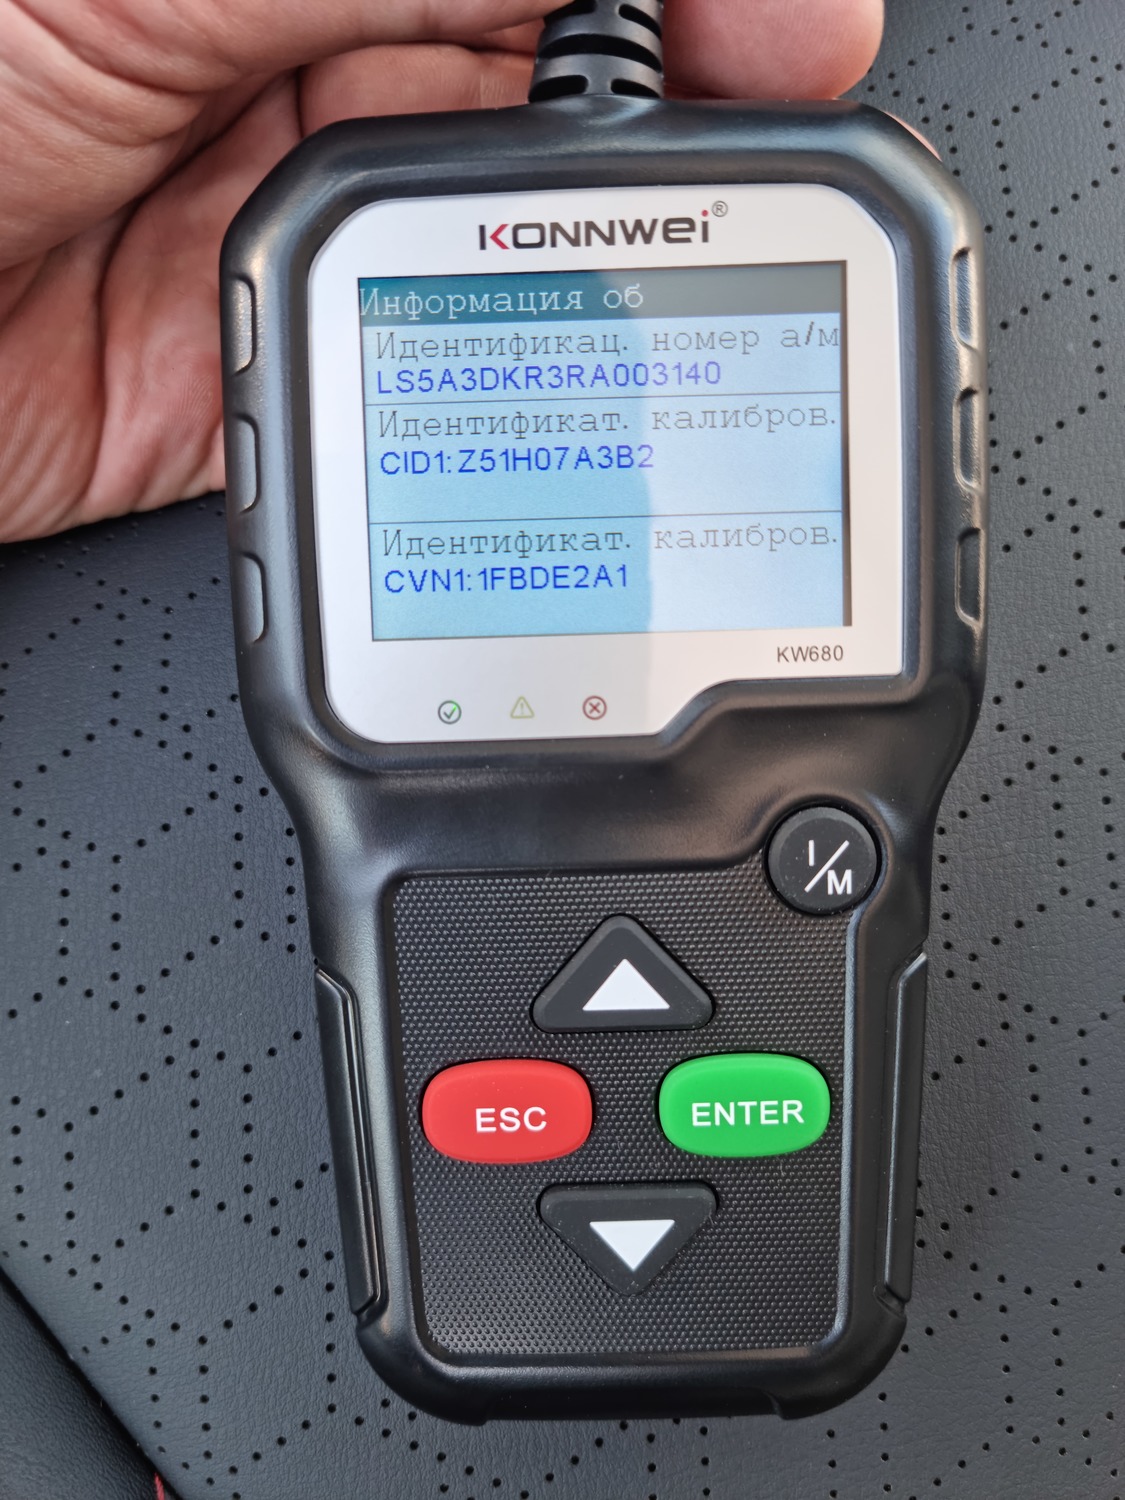 KONNWEI®
Информация об
Идентификац. номер а/м
LS5A3DKR3RA003140
Идентификат. калибров.
CID1:Z51H07A3B2
Идентификат. калибров.
CVN1:1FBDE2A1
KW680
I/M
ESC
ENTER